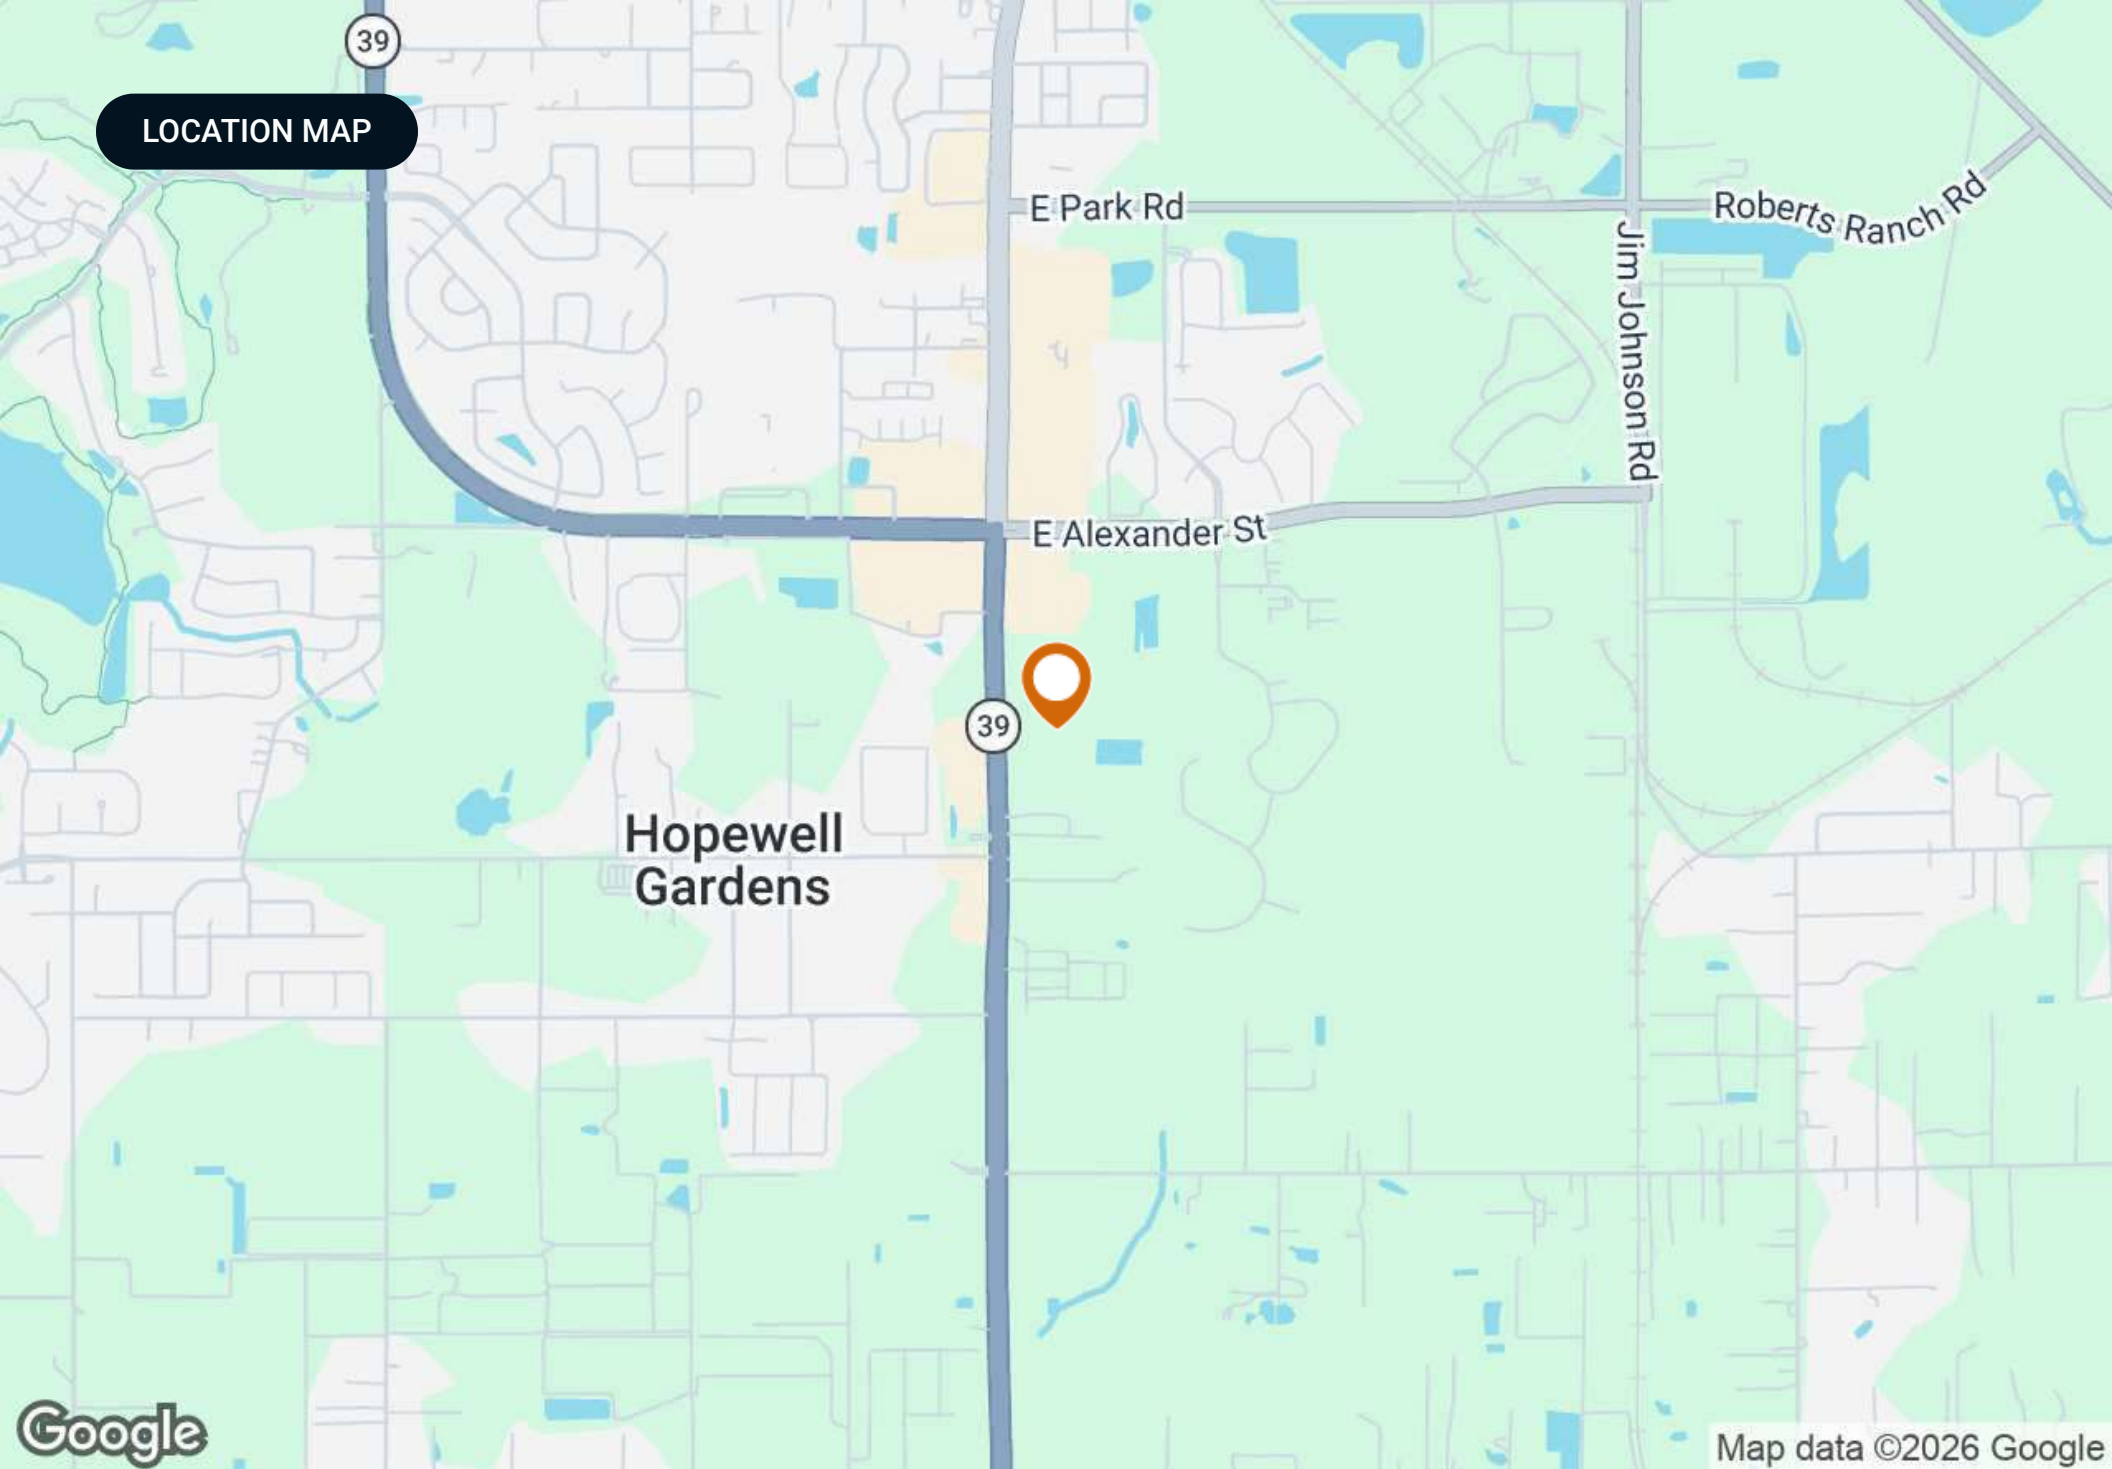 39
LOCATION MAP
E Park Rd
Roberts Ranch Rd
Jim Johnson Rd
E Alexander St
39
Hopewell
Gardens
Google
Map data ©2026 Google